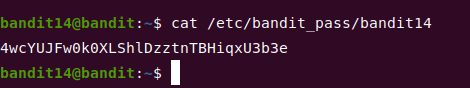 bandit14@bandit:~$ cat /etc/bandit_pass/bandit14
4wcYUJFw0k0XLShlDzztnTBHiqxU3b3e
bandit14@bandit:~$